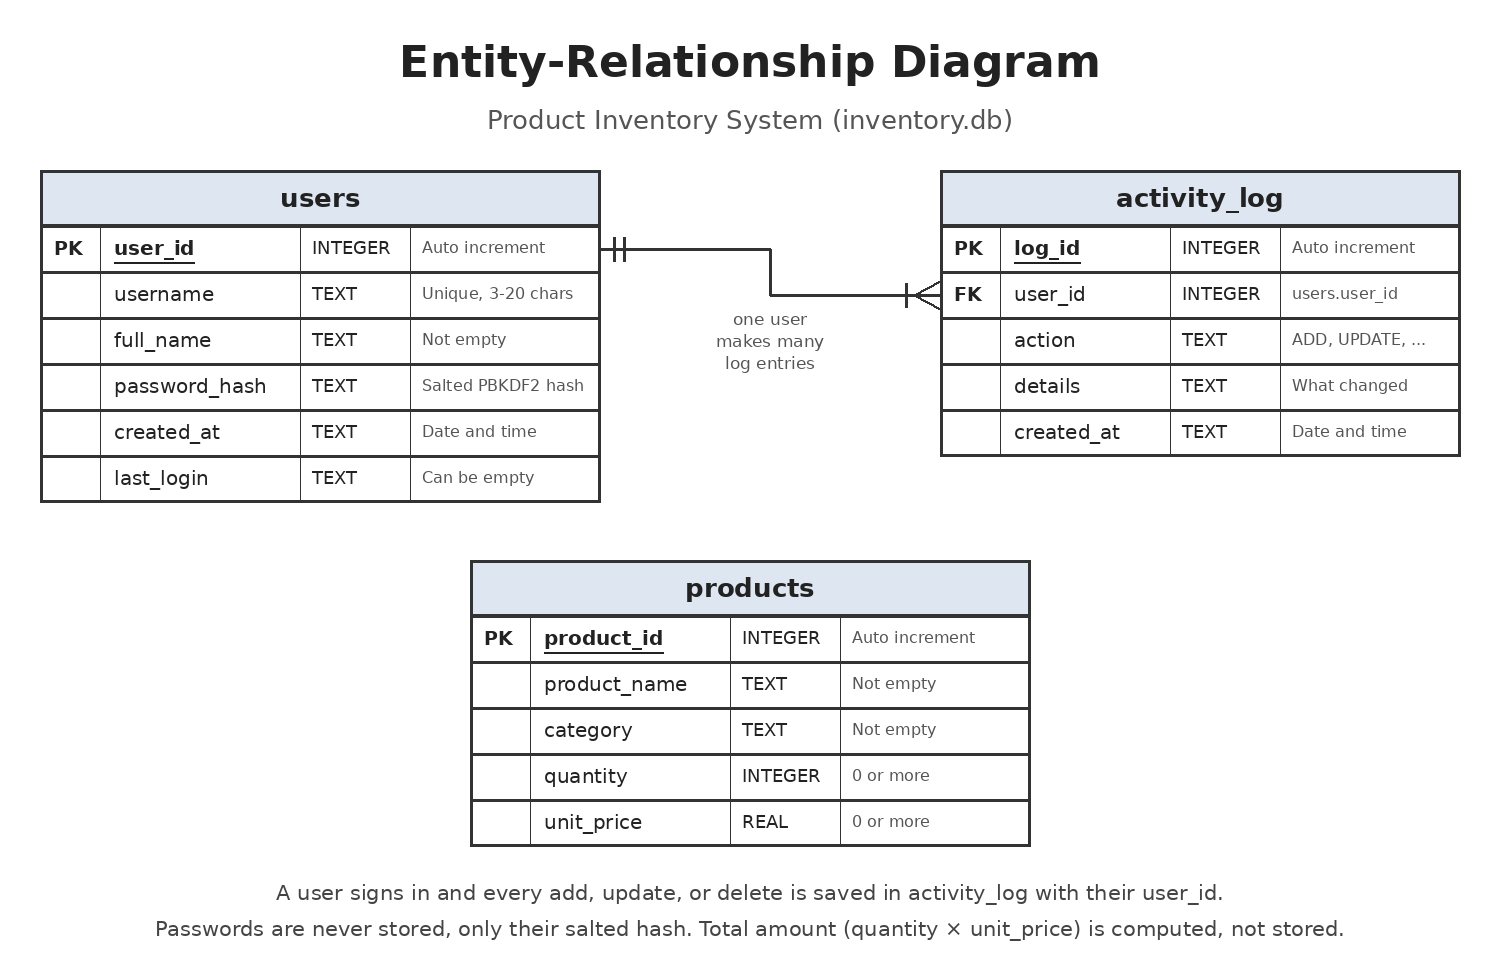 Entity-Relationship Diagram
Product Inventory System (inventory.db)
users
PK user_id INTEGER Auto increment
username TEXT Unique, 3-20 chars
full_name TEXT Not empty
password_hash TEXT Salted PBKDF2 hash
created_at TEXT Date and time
last_login TEXT Can be empty
one user
makes many
log entries
activity_log
PK log_id INTEGER Auto increment
FK user_id INTEGER users.user_id
action TEXT ADD, UPDATE, ...
details TEXT What changed
created_at TEXT Date and time
products
PK product_id INTEGER Auto increment
product_name TEXT Not empty
category TEXT Not empty
quantity INTEGER 0 or more
unit_price REAL 0 or more
A user signs in and every add, update, or delete is saved in activity_log with their user_id.
Passwords are never stored, only their salted hash. Total amount (quantity × unit_price) is computed, not stored.